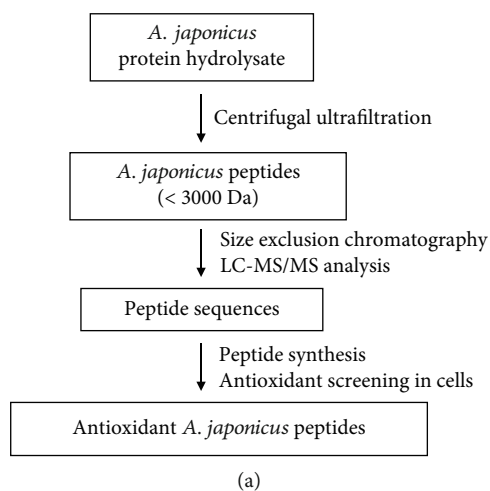 A. japonicus
protein hydrolysate
Centrifugal ultrafiltration
A. japonicus peptides
(< 3000 Da)
Size exclusion chromatography
LC-MS/MS analysis
Peptide sequences
Peptide synthesis
Antioxidant screening in cells
Antioxidant A. japonicus peptides
(a)